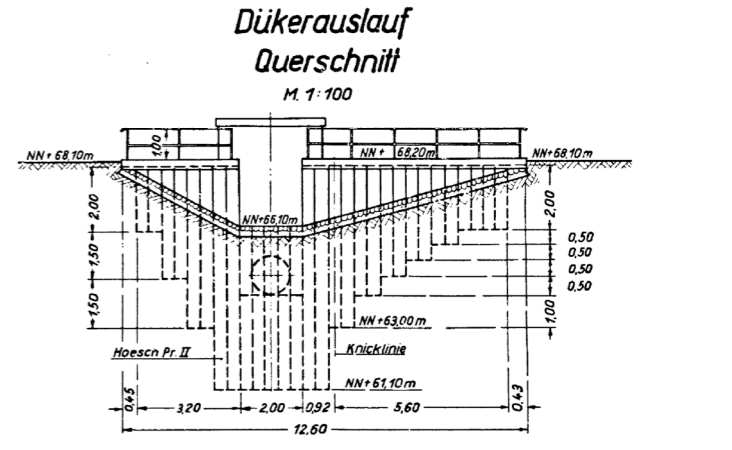 Dükerauslauf
Querschnitt
M. 1:100
1,00
NN + 68,20m
NN+68,10m
NN+68,10m
NN+66,10m
2,00
2,00
1,50
0,50
0,50
0,50
0,50
1,50
1,00
NN+63,00m
Hoesch Pr. II
Knicklinie
NN+61,10m
0,45
3,20
2,00
0,92
5,60
0,43
12,60